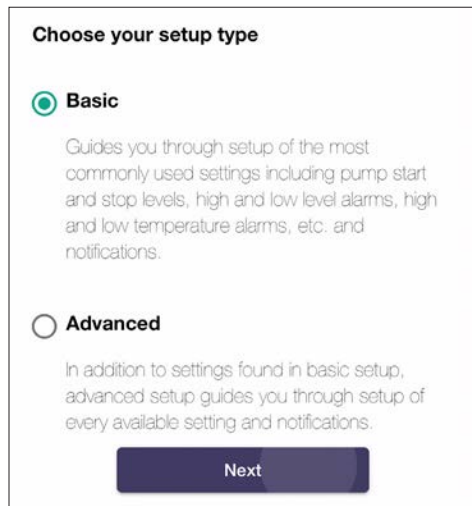 Choose your setup type
Basic
Guides you through setup of the most
commonly used settings including pump start
and stop levels, high and low level alarms, high
and low temperature alarms, etc. and
notifications.
Advanced
In addition to settings found in basic setup,
advanced setup guides you through setup of
every available setting and notifications.
Next